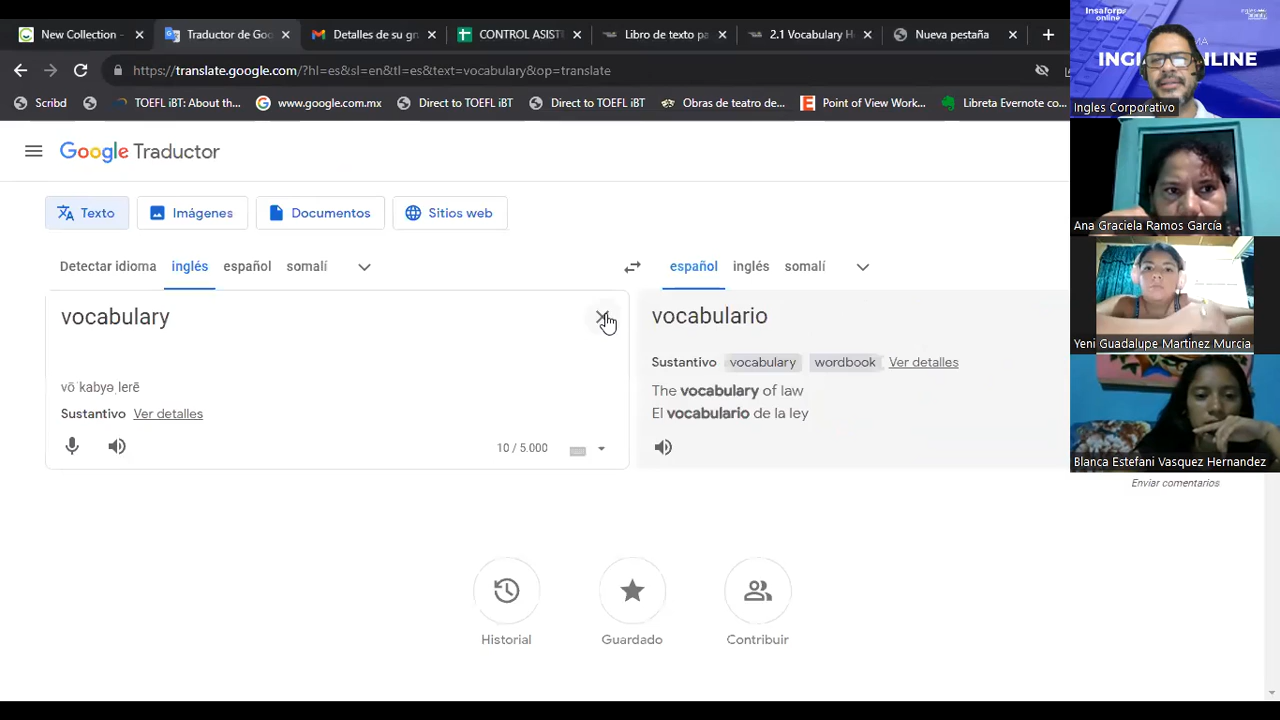 New Collection -
Traductor de Goo
Detalles de su g
CONTROL ASIST
Libro de texto pa
2.1 Vocabulary H
Nueva pestaña
https://translate.google.com/?hl=es&sl=en&tl=es&text=vocabulary&op=translate
Scribd
TOEFL iBT: About th...
www.google.com.mx
Direct to TOEFL iBT
Direct to TOEFL iBT
Obras de teatro de...
Point of View Work...
Libreta Evernote co...
Google Traductor
Texto
Imágenes
Documentos
Sitios web
Detectar idioma
inglés
español
somalí
español
inglés
somalí
vocabulary
vōˈkabyəˌlerē
Sustantivo Ver detalles
10 / 5.000
vocabulario
Sustantivo vocabulary wordbook Ver detalles
The vocabulary of law
El vocabulario de la ley
Enviar comentarios
Historial
Guardado
Contribuir
Insaforp
online
Ingles Corporativo
Ana Graciela Ramos García
Yeni Guadalupe Martinez Murcia
Blanca Estefani Vasquez Hernandez